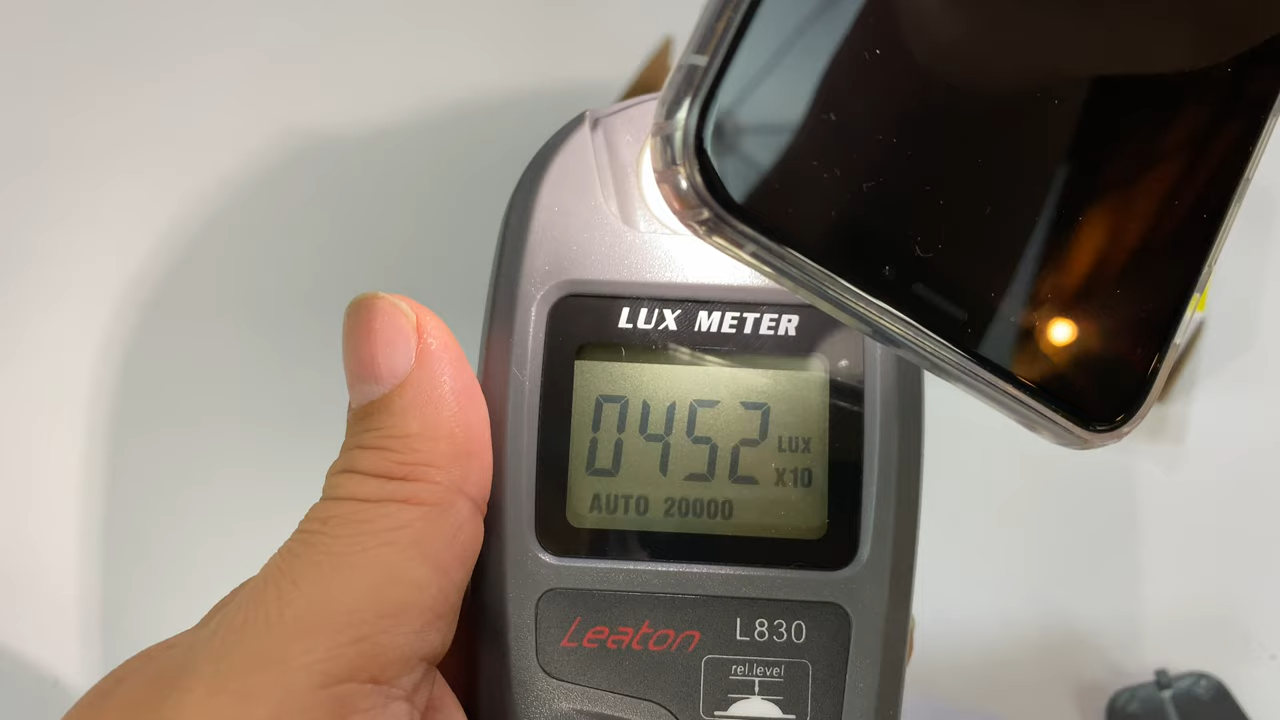 LUX METER
0452 LUX
X10
AUTO 20000
Leaton L830
rel.level